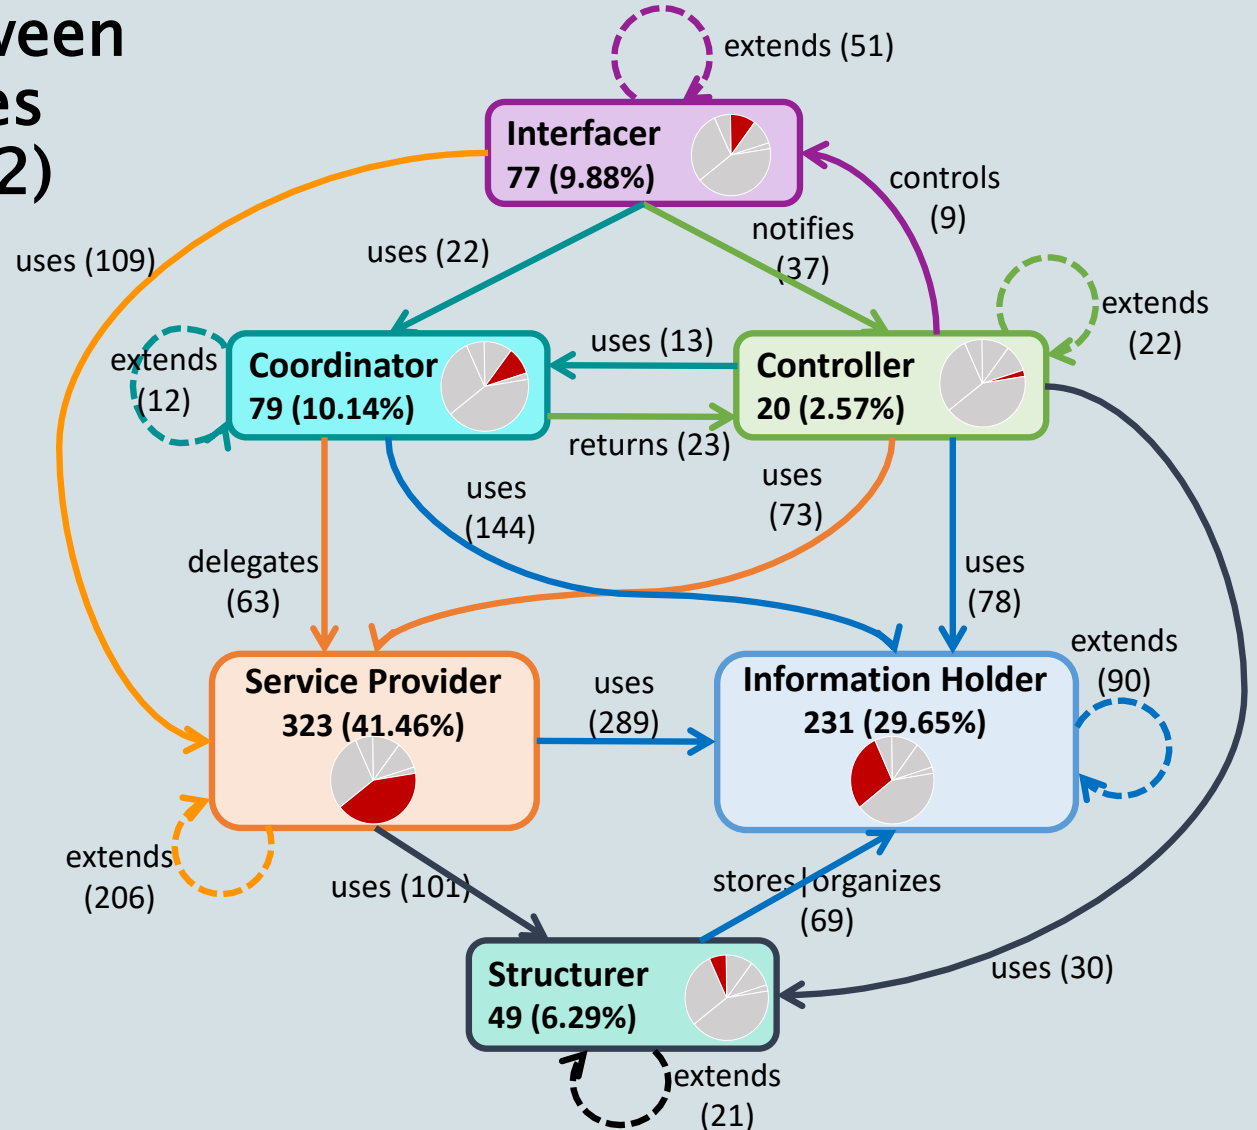 veen
es
2)
extends (51)
Interfacer
77 (9.88%)
controls
(9)
notifies
(37)
uses (22)
uses (109)
extends
(22)
extends
(12)
Coordinator
79 (10.14%)
uses (13)
returns (23)
Controller
20 (2.57%)
uses
(144)
uses
(73)
delegates
(63)
uses
(78)
extends
(90)
Service Provider
323 (41.46%)
uses
(289)
Information Holder
231 (29.65%)
extends
(206)
uses (101)
stores|organizes
(69)
uses (30)
Structurer
49 (6.29%)
extends
(21)